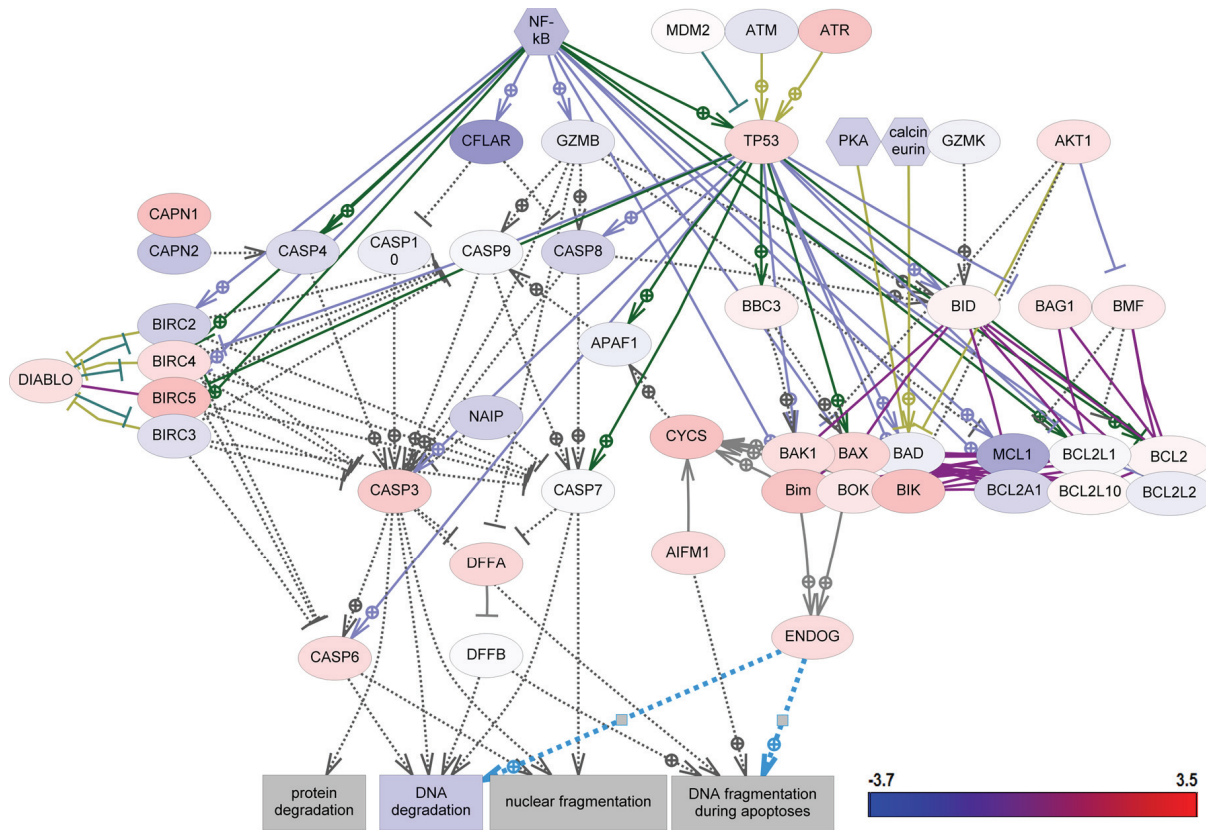 NF-
kB
MDM2
ATM
ATR
CFLAR
GZMB
TP53
PKA
calcin
eurin
GZMK
AKT1
CAPN1
CAPN2
CASP4
CASP1
0
CASP9
CASP8
BBC3
BID
BAG1
BMF
BIRC2
APAF1
BIRC4
DIABLO
BIRC5
NAIP
BIRC3
CYCS
BAK1
BAX
BAD
MCL1
BCL2L1
BCL2
CASP3
CASP7
Bim
BOK
BIK
BCL2A1
BCL2L10
BCL2L2
DFFA
AIFM1
CASP6
DFFB
ENDOG
-3.7
3.5
protein
degradation
DNA
degradation
nuclear fragmentation
DNA fragmentation
during apoptoses